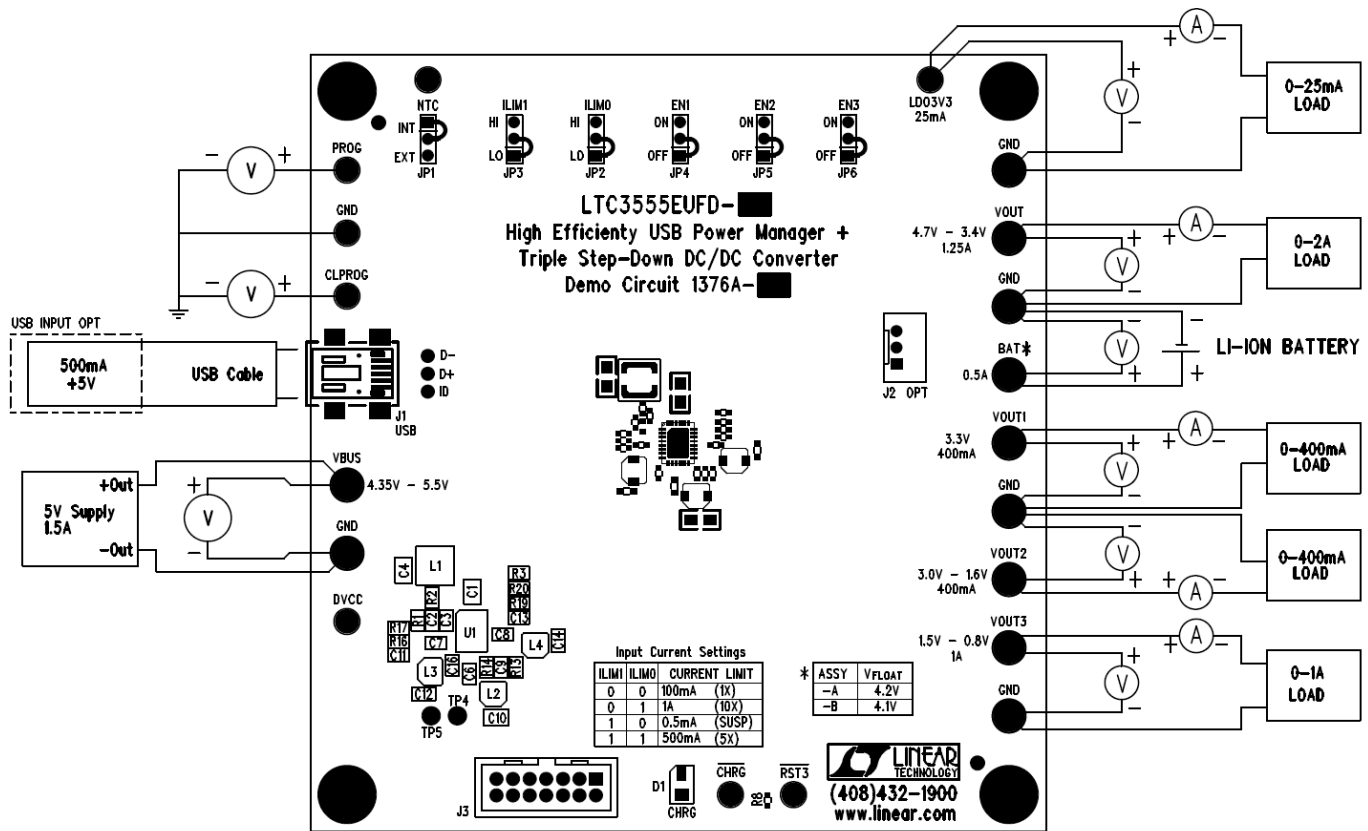 + A -
0-25mA
LOAD
+
V
-
LDO3V3
25mA
GND
NTC
INT
EXT
JP1
ILIM1
HI
LO
JP3
ILIM0
HI
LO
JP2
EN1
ON
OFF
JP4
EN2
ON
OFF
JP5
EN3
ON
OFF
JP6
- V +
PROG
GND
- V +
CLPROG
LTC3555EUFD-
High Efficienty USB Power Manager +
Triple Step-Down DC/DC Converter
Demo Circuit 1376A-
VOUT
4.7V - 3.4V
1.25A
GND
+ A -
+
V
-
0-2A
LOAD
USB INPUT OPT
500mA
+5V
USB Cable
D-
D+
ID
J1
USB
J2 OPT
BAT*
0.5A
-
V
+
-
+
LI-ION BATTERY
VOUT1
3.3V
400mA
GND
+ A -
+
V
-
0-400mA
LOAD
VBUS
4.35V - 5.5V
GND
+Out
5V Supply
1.5A
-Out
+
V
-
DVCC
VOUT2
3.0V - 1.6V
400mA
-
V
+
+ A -
0-400mA
LOAD
VOUT3
1.5V - 0.8V
1A
GND
+ A -
+
V
-
0-1A
LOAD
C4
L1
R2
C1
R3
R20
R19
C13
R17
R16
C11
R1
C2
C3
C7
U1
C8
L4
C14
L3
C16
C6
R14
C9
R13
C12
L2
C10
TP4
TP5
Input Current Settings
ILIM1 ILIM0 CURRENT LIMIT
0 0 100mA (1X)
0 1 1A (10X)
1 0 0.5mA (SUSP)
1 1 500mA (5X)
* ASSY VFLOAT
-A 4.2V
-B 4.1V
J3
D1
CHRG
CHRG
R8
RST3
LINEAR
TECHNOLOGY
(408)432-1900
www.linear.com